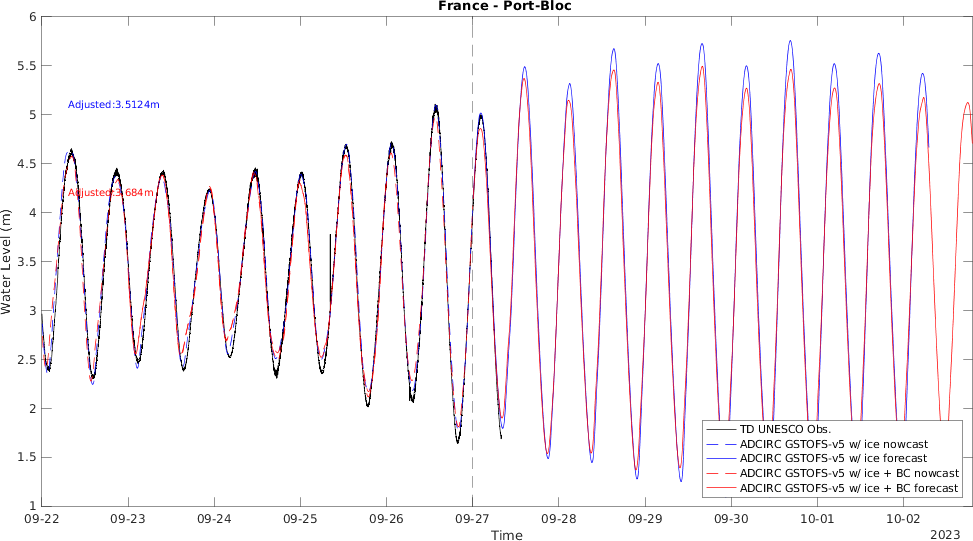 France - Port-Bloc
6
5.5
5
4.5
4
3.5
3
2.5
2
1.5
1
Water Level (m)
Adjusted:3.5124m
Adjusted:3.684m
TD UNESCO Obs.
ADCIRC GSTOFS-v5 w/ ice nowcast
ADCIRC GSTOFS-v5 w/ ice forecast
ADCIRC GSTOFS-v5 w/ ice + BC nowcast
ADCIRC GSTOFS-v5 w/ ice + BC forecast
09-22 09-23 09-24 09-25 09-26 09-27 09-28 09-29 09-30 10-01 10-02
Time
2023